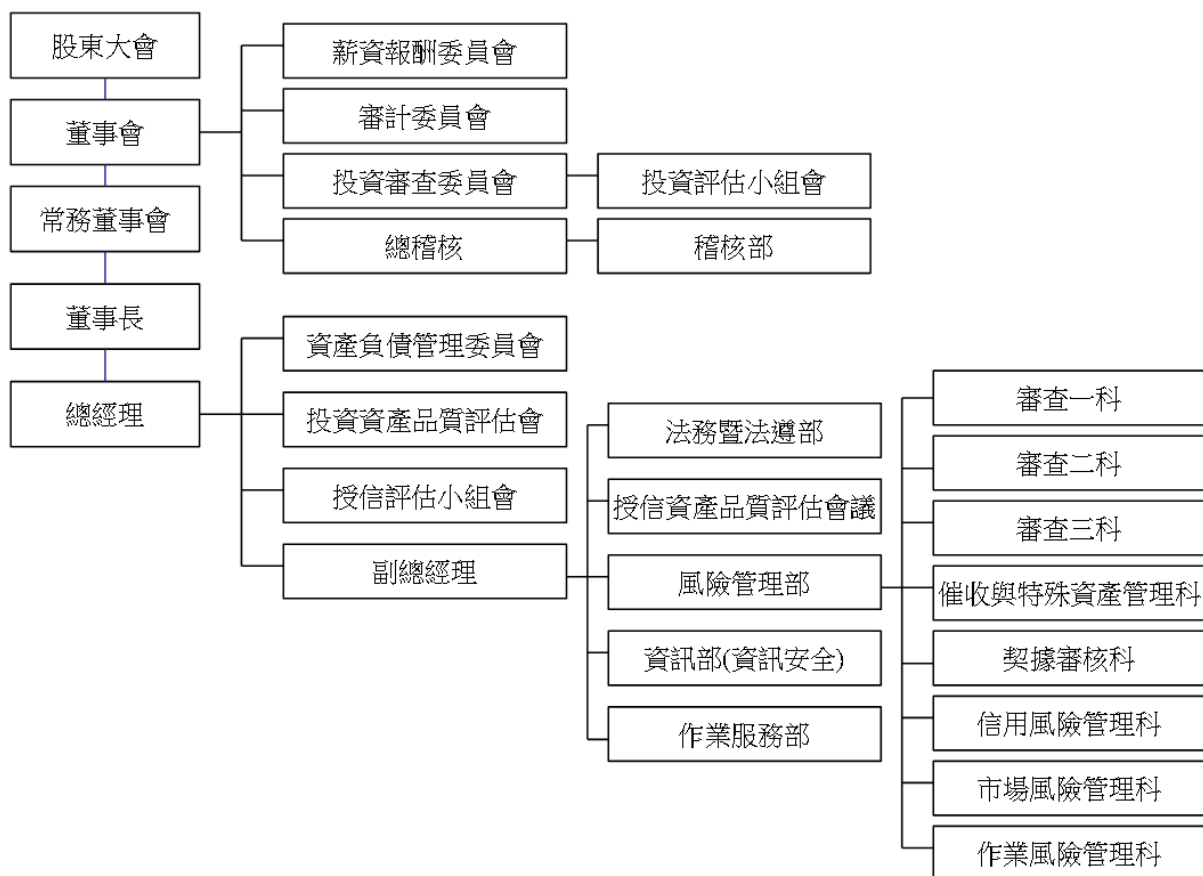 股東大會
董事會
常務董事會
董事長
總經理
薪資報酬委員會
審計委員會
投資審查委員會
總稽核
投資評估小組會
稽核部
資產負債管理委員會
投資資產品質評估會
授信評估小組會
副總經理
法務暨法遵部
授信資產品質評估會議
風險管理部
資訊部(資訊安全)
作業服務部
審查一科
審查二科
審查三科
催收與特殊資產管理科
契據審核科
信用風險管理科
市場風險管理科
作業風險管理科